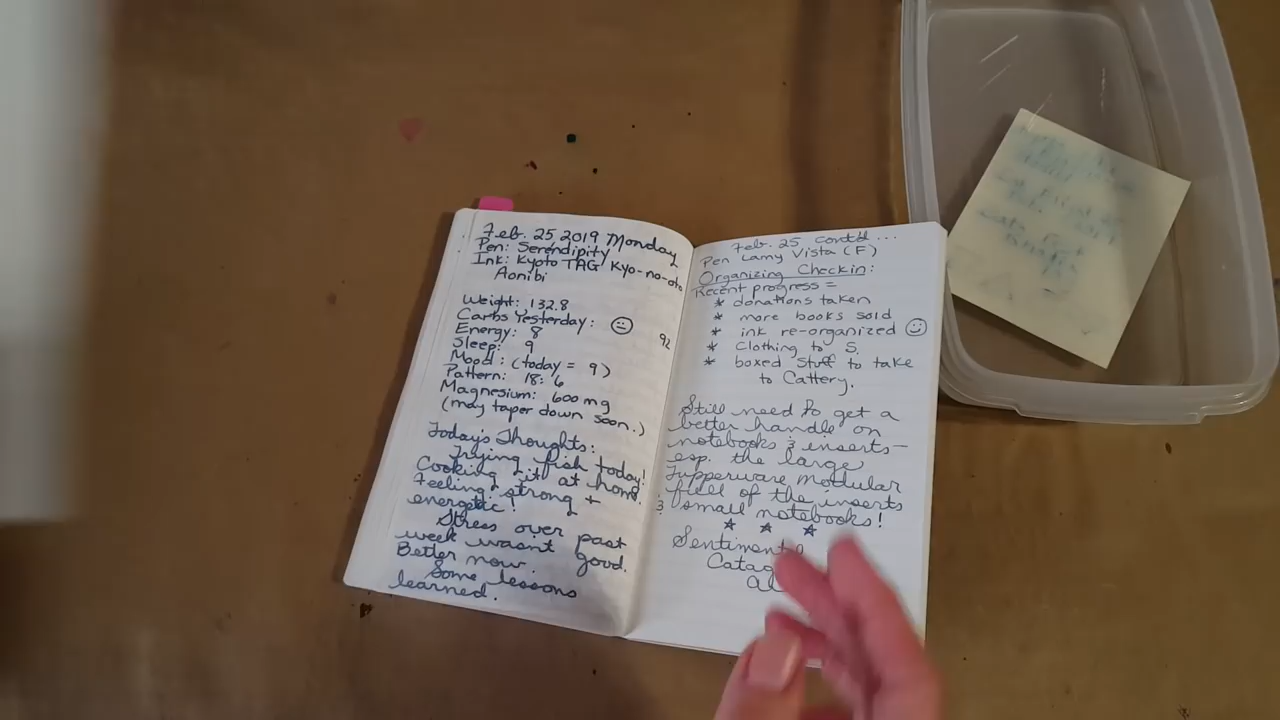 Feb. 25 2019 Monday
Pen: Serendipity
Ink: Kyoto TAG Kyo-no-oto
Aonibi
Weight: 132.8
Carbs Yesterday: 92
Energy: 8
Sleep: 9
Mood: (today = 9)
Pattern: 18:6
Magnesium: 600 mg
(may taper down soon.)
Today's Thoughts:
Trying fish today!
Cooking it at home.
Feeling strong +
energetic!
Stress over past
week wasn't good.
Better now.
Some lessons
learned.
Feb. 25 contd...
Pen Lamy Vista (F)
Organizing Checkin:
Recent progress =
* donations taken
* more books sold
* ink re-organized
* Clothing to S.
* boxed stuff to take
to Cattery.
Still need to get a
better handle on
notebooks & inserts—
esp. the large
Tupperware modular
full of the inserts
& small notebooks!
Sentimental